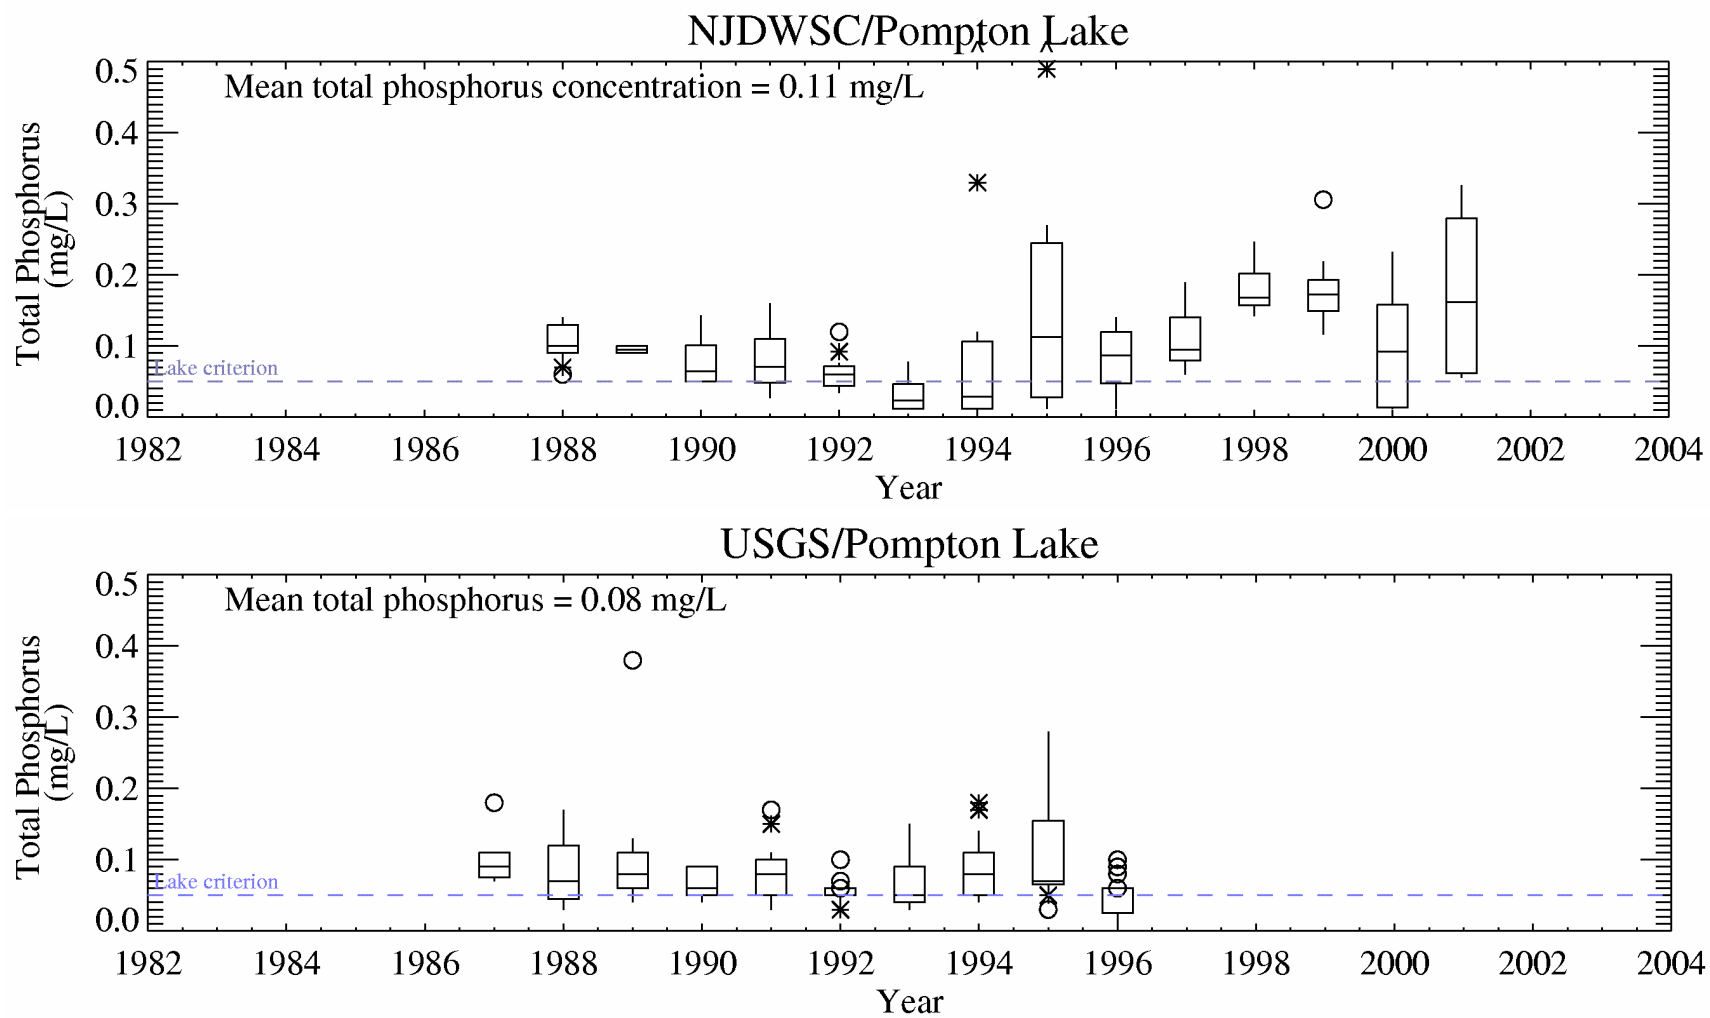 NJDWSC/Pompton Lake
Mean total phosphorus concentration = 0.11 mg/L
Total Phosphorus
(mg/L)
0.5
0.4
0.3
0.2
0.1
0.0
Lake criterion
1982 1984 1986 1988 1990 1992 1994 1996 1998 2000 2002 2004
Year
USGS/Pompton Lake
Mean total phosphorus = 0.08 mg/L
Total Phosphorus
(mg/L)
0.5
0.4
0.3
0.2
0.1
0.0
Lake criterion
1982 1984 1986 1988 1990 1992 1994 1996 1998 2000 2002 2004
Year